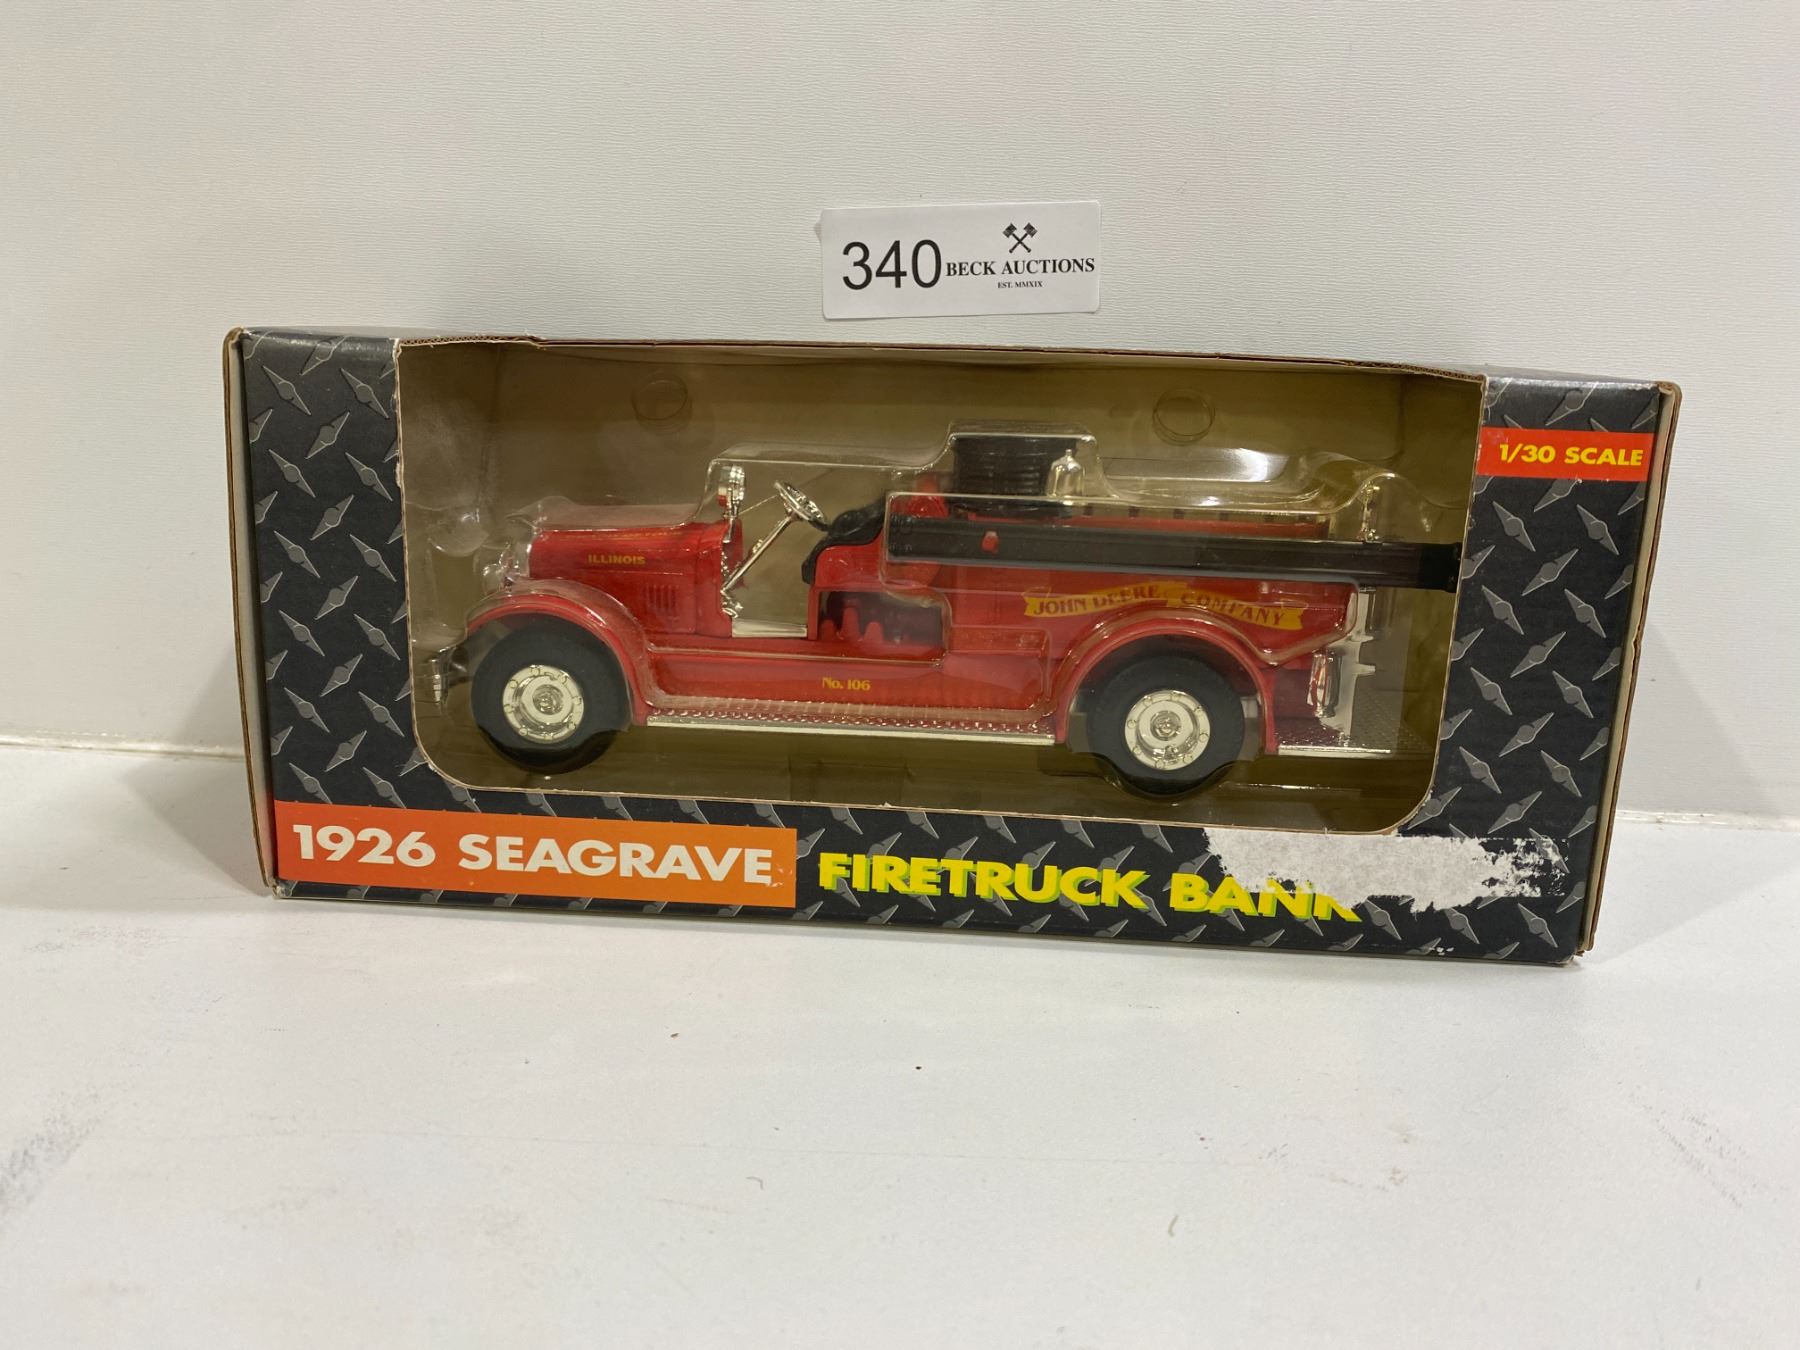 340
BECK AUCTIONS
EST. MMXIX
1/30 SCALE
ILLINOIS
JOHN DEERE COMPANY
No. 106
1926 SEAGRAVE
FIRETRUCK BANK